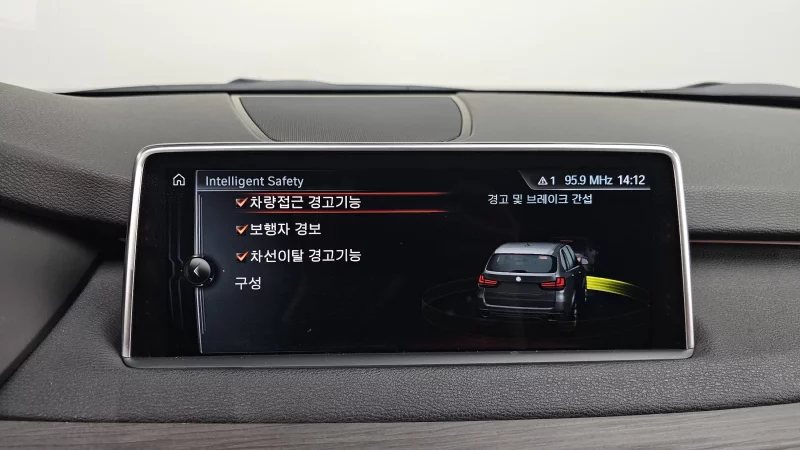 Intelligent Safety
1 95.9 MHz 14:12
차량접근 경고기능
경고 및 브레이크 간섭
보행자 경보
차선이탈 경고기능
구성